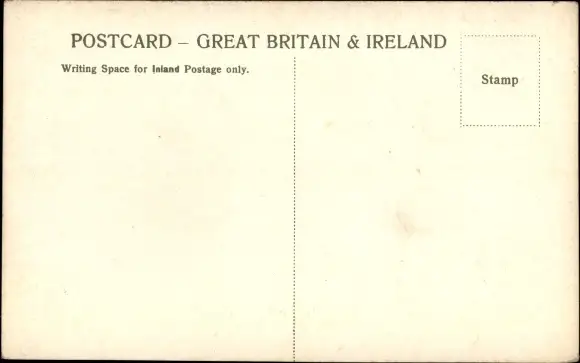 POSTCARD – GREAT BRITAIN & IRELAND
Writing Space for Inland Postage only.
Stamp